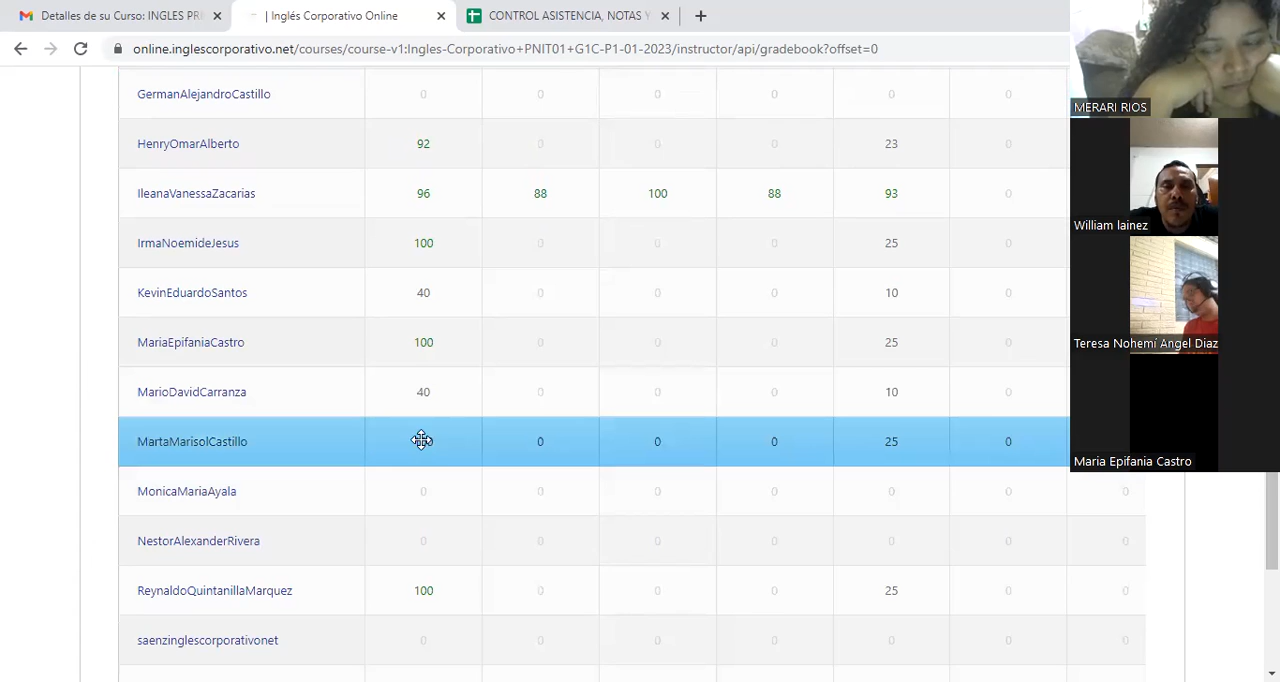 Detalles de su Curso: INGLES PRI
| Inglés Corporativo Online
CONTROL ASISTENCIA, NOTAS Y
online.inglescorporativo.net/courses/course-v1:Ingles-Corporativo+PNIT01+G1C-P1-01-2023/instructor/api/gradebook?offset=0
GermanAlejandroCastillo 0 0 0 0 0 0
HenryOmarAlberto 92 0 0 0 23 0
IleanaVanessaZacarias 96 88 100 88 93 0
IrmaNoemideJesus 100 0 0 0 25 0
KevinEduardoSantos 40 0 0 0 10 0
MariaEpifaniaCastro 100 0 0 0 25 0
MarioDavidCarranza 40 0 0 0 10 0
MartaMarisolCastillo 0 0 0 25 0
MonicaMariaAyala 0 0 0 0 0 0 0
NestorAlexanderRivera 0 0 0 0 0 0 0
ReynaldoQuintanillaMarquez 100 0 0 0 25 0 0
saenzinglescorporativonet 0 0 0 0 0 0 0
MERARI RIOS
William lainez
Teresa Nohemí Angel Diaz
Maria Epifania Castro